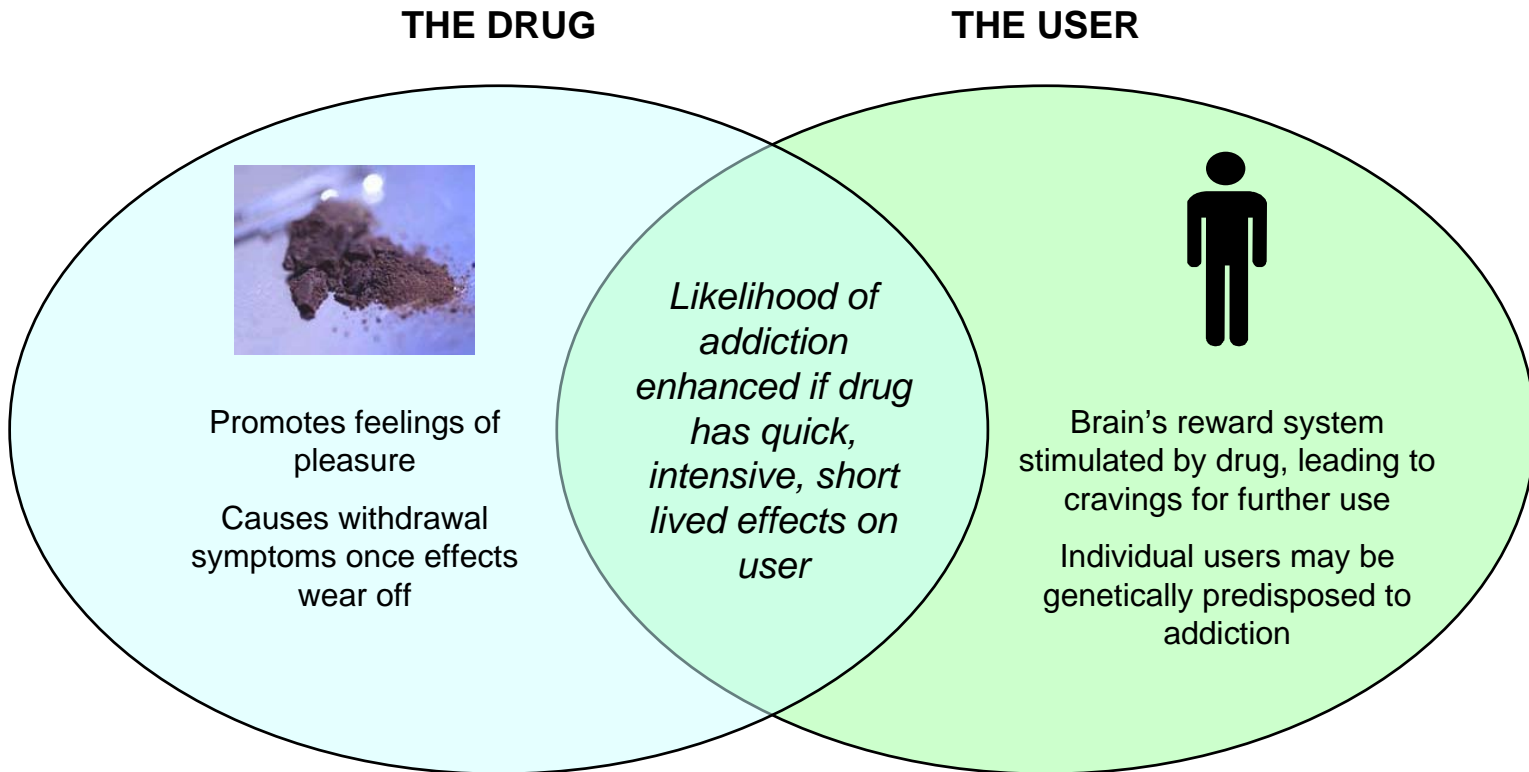 THE DRUG
THE USER
Promotes feelings of
pleasure
Causes withdrawal
symptoms once effects
wear off
Likelihood of
addiction
enhanced if drug
has quick,
intensive, short
lived effects on
user
Brain’s reward system
stimulated by drug, leading to
cravings for further use
Individual users may be
genetically predisposed to
addiction